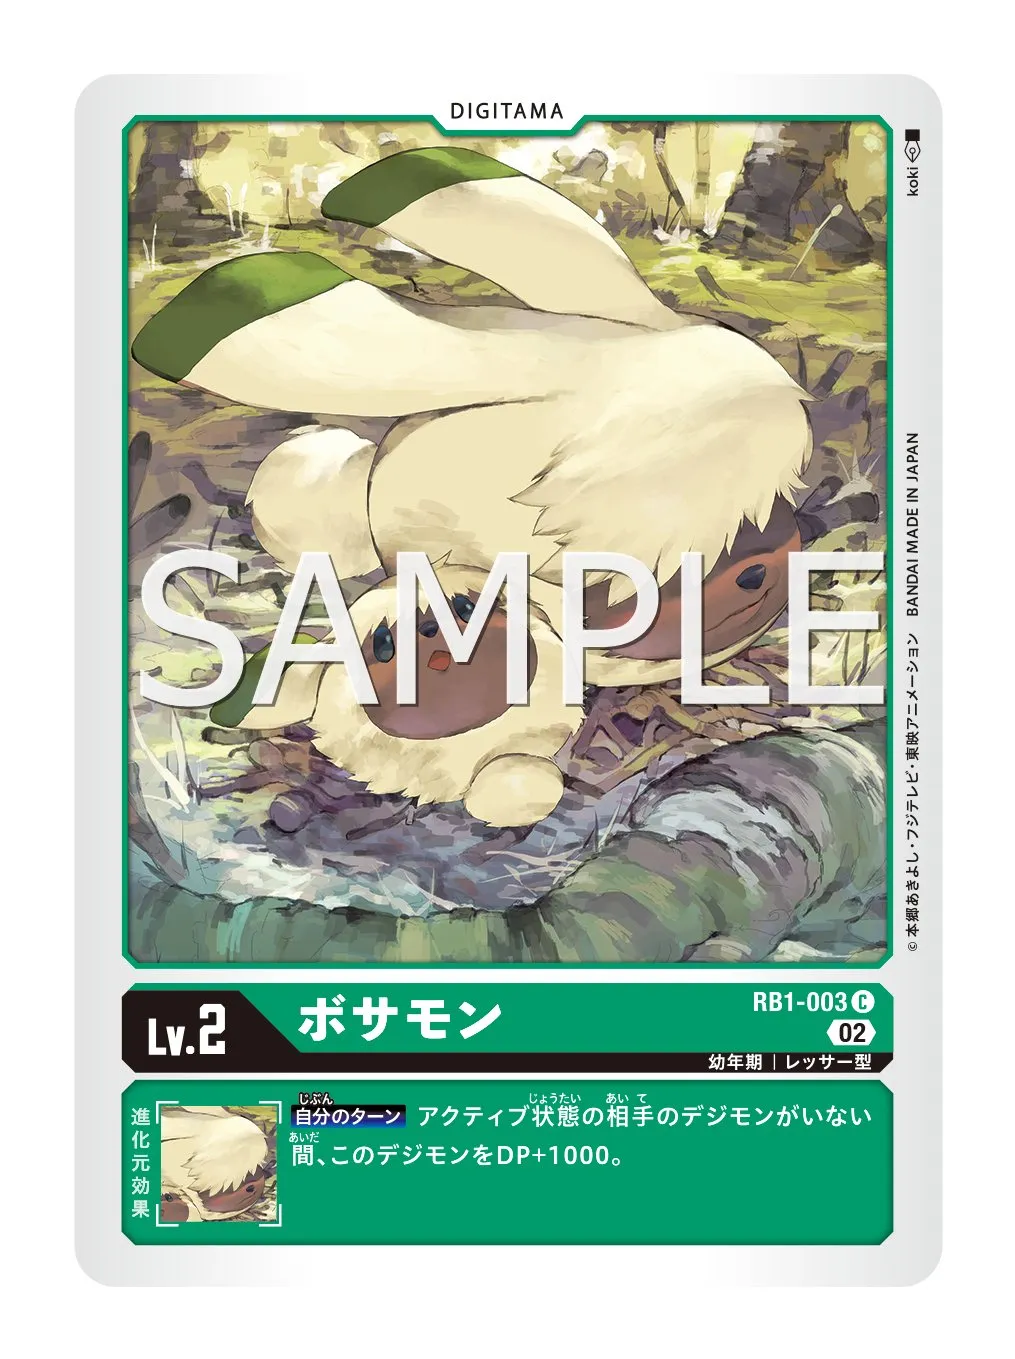 DIGITAMA
koki
SAMPLE
© 本郷あきよし・フジテレビ・東映アニメーション BANDAI MADE IN JAPAN
Lv.2
ボサモン
RB1-003 C
02
幼年期 | レッサー型
進化元効果
じぶん じょうたい あい て
自分のターン アクティブ状態の相手のデジモンがいない
あいだ
間、このデジモンをDP+1000。